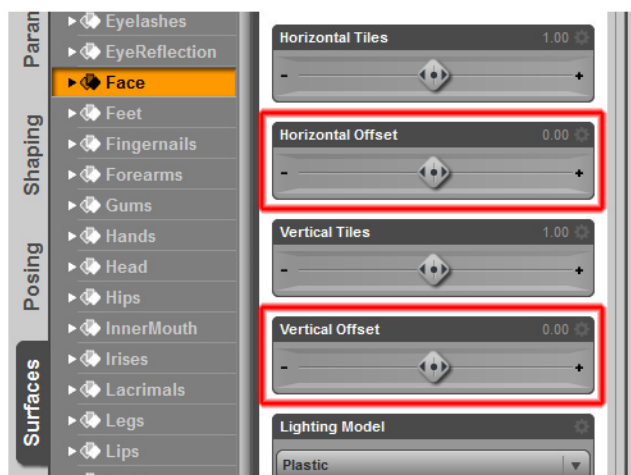 Param
Shaping
Posing
Surfaces
Eyelashes
EyeReflection
Face
Feet
Fingernails
Forearms
Gums
Hands
Head
Hips
InnerMouth
Irises
Lacrimals
Legs
Lips
Horizontal Tiles 1.00
- +
Horizontal Offset 0.00
- +
Vertical Tiles 1.00
- +
Vertical Offset 0.00
- +
Lighting Model
Plastic